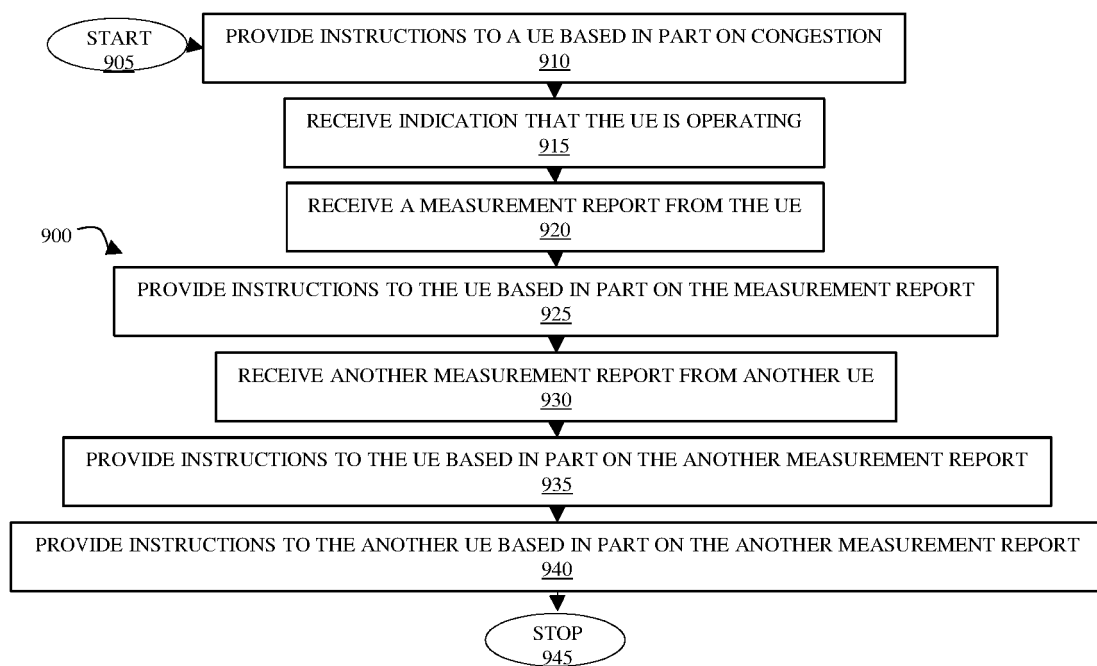 START
905
PROVIDE INSTRUCTIONS TO A UE BASED IN PART ON CONGESTION
910
RECEIVE INDICATION THAT THE UE IS OPERATING
915
RECEIVE A MEASUREMENT REPORT FROM THE UE
920
900
PROVIDE INSTRUCTIONS TO THE UE BASED IN PART ON THE MEASUREMENT REPORT
925
RECEIVE ANOTHER MEASUREMENT REPORT FROM ANOTHER UE
930
PROVIDE INSTRUCTIONS TO THE UE BASED IN PART ON THE ANOTHER MEASUREMENT REPORT
935
PROVIDE INSTRUCTIONS TO THE ANOTHER UE BASED IN PART ON THE ANOTHER MEASUREMENT REPORT
940
STOP
945